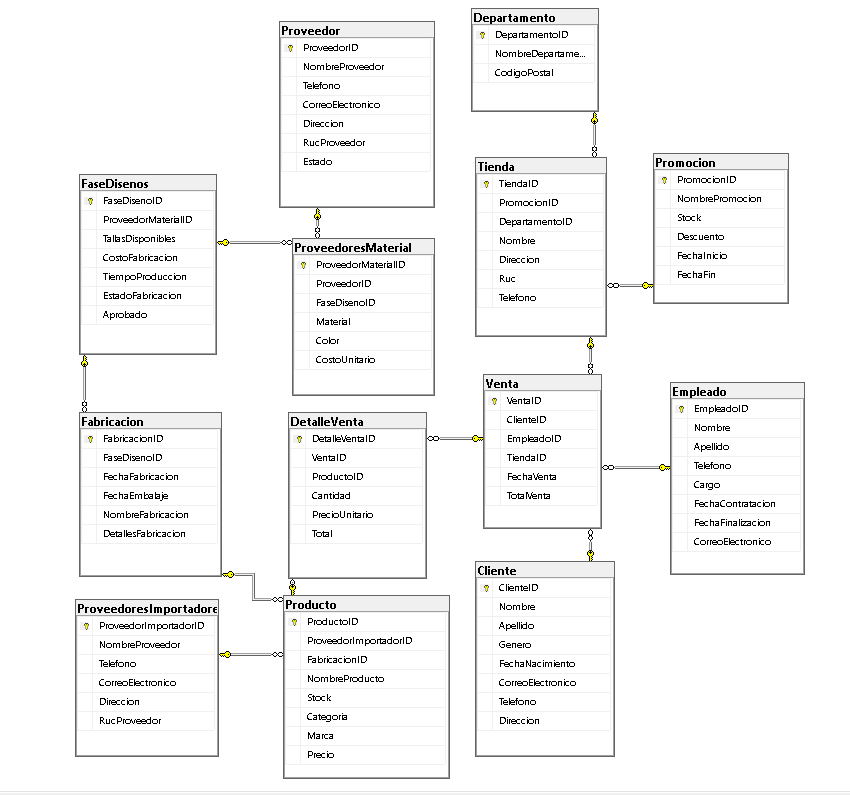 Proveedor
ProveedorID
NombreProveedor
Telefono
CorreoElectronico
Direccion
RucProveedor
Estado
Departamento
DepartamentoID
NombreDepartame...
CodigoPostal
FaseDisenos
FaseDisenoID
ProveedorMaterialID
TallasDisponibles
CostoFabricacion
TiempoProduccion
EstadoFabricacion
Aprobado
ProveedoresMaterial
ProveedorMaterialID
ProveedorID
FaseDisenoID
Material
Color
CostoUnitario
Tienda
TiendaID
PromocionID
DepartamentoID
Nombre
Direccion
Ruc
Telefono
Promocion
PromocionID
NombrePromocion
Stock
Descuento
FechaInicio
FechaFin
Fabricacion
FabricacionID
FaseDisenoID
FechaFabricacion
FechaEmbalaje
NombreFabricacion
DetallesFabricacion
DetalleVenta
DetalleVentaID
VentaID
ProductoID
Cantidad
PrecioUnitario
Total
Venta
VentaID
ClienteID
EmpleadoID
TiendaID
FechaVenta
TotalVenta
Empleado
EmpleadoID
Nombre
Apellido
Telefono
Cargo
FechaContratacion
FechaFinalizacion
CorreoElectronico
ProveedoresImportadore
ProveedorImportadorID
NombreProveedor
Telefono
CorreoElectronico
Direccion
RucProveedor
Producto
ProductoID
ProveedorImportadorID
FabricacionID
NombreProducto
Stock
Categoria
Marca
Precio
Cliente
ClienteID
Nombre
Apellido
Genero
FechaNacimiento
CorreoElectronico
Telefono
Direccion